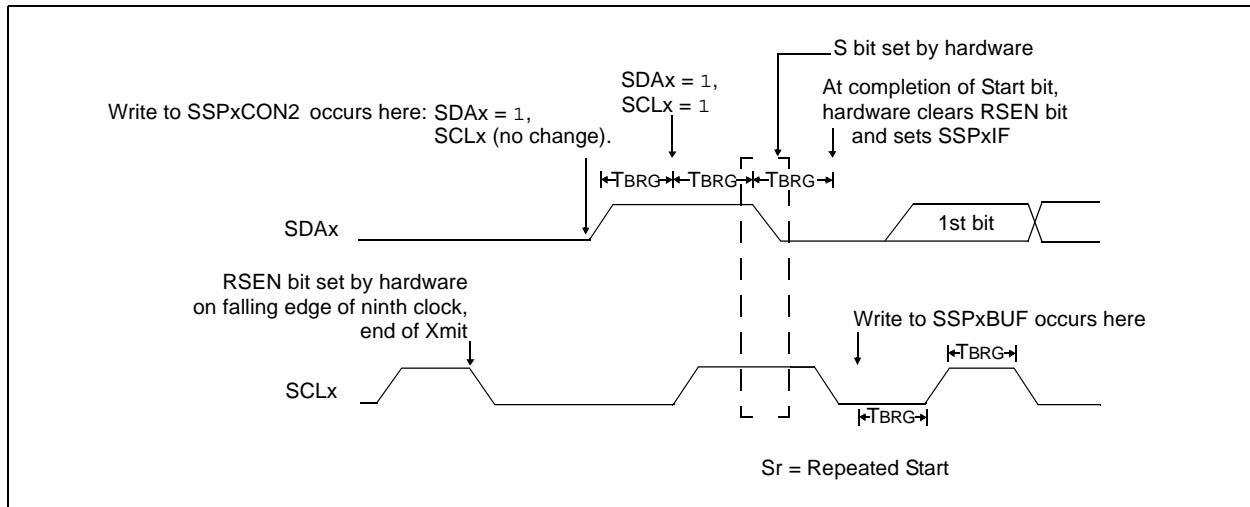 S bit set by hardware
SDAx = 1,
SCLx = 1
At completion of Start bit,
hardware clears RSEN bit
and sets SSPxIF
Write to SSPxCON2 occurs here: SDAx = 1,
SCLx (no change).
TBRG
TBRG
TBRG
SDAx
1st bit
RSEN bit set by hardware
on falling edge of ninth clock,
end of Xmit
Write to SSPxBUF occurs here
TBRG
SCLx
TBRG
Sr = Repeated Start